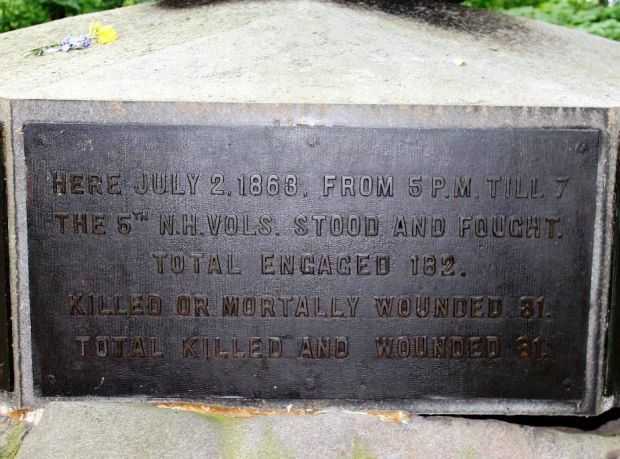 HERE JULY 2, 1863, FROM 5 P.M. TILL 7
THE 5TH N.H. VOLS. STOOD AND FOUGHT.
TOTAL ENGAGED 182.
KILLED OR MORTALLY WOUNDED 31.
TOTAL KILLED AND WOUNDED 81.